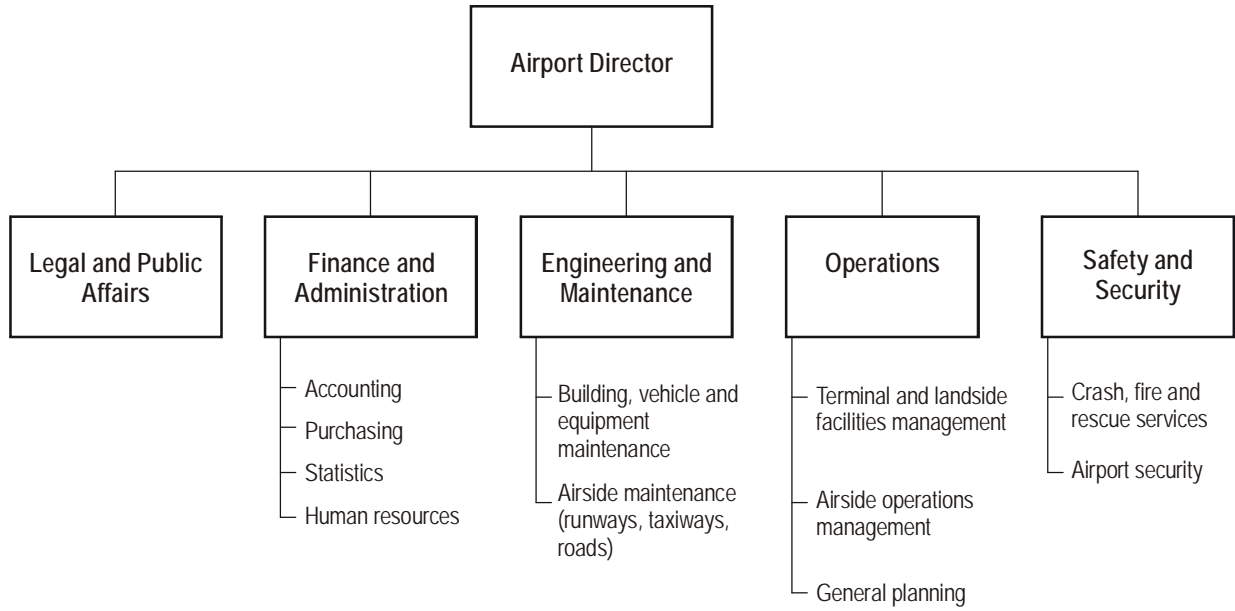 Airport Director
Legal and Public
Affairs
Finance and
Administration
Engineering and
Maintenance
Operations
Safety and
Security
Accounting
Purchasing
Statistics
Human resources
Building, vehicle and
equipment
maintenance
Airside maintenance
(runways, taxiways,
roads)
Terminal and landside
facilities management
Airside operations
management
General planning
Crash, fire and
rescue services
Airport security